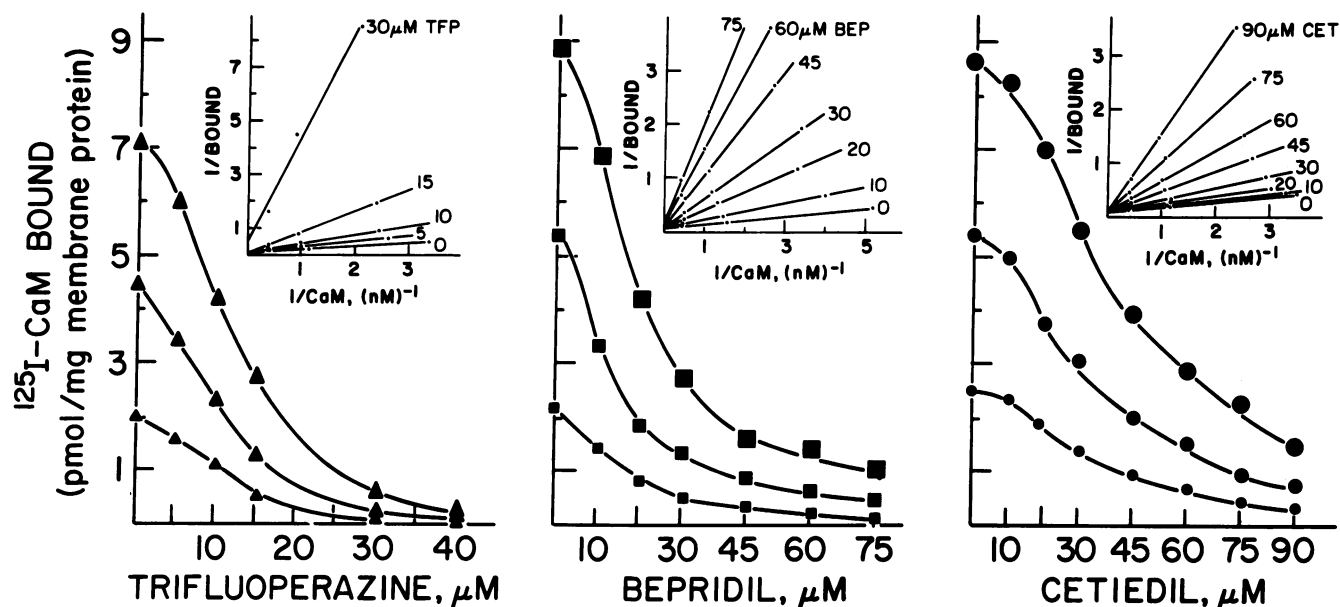 ¹²⁵I–CaM BOUND
(pmol/mg membrane protein)
9
7
5
3
1
10 20 30 40
TRIFLUOPERAZINE, μM
1/BOUND
7
5
3
1
1 2 3
1/CaM, (nM)⁻¹
30μM TFP
15
10
5
0
10 30 45 60 75
BEPRIDIL, μM
1/BOUND
3
2
1
1 3 5
1/CaM, (nM)⁻¹
75
60μM BEP
45
30
20
10
0
10 30 45 60 75 90
CETIEDIL, μM
1/BOUND
3
2
1
1 2 3
1/CaM, (nM)⁻¹
90μM CET
75
60
45
30
20
10
0